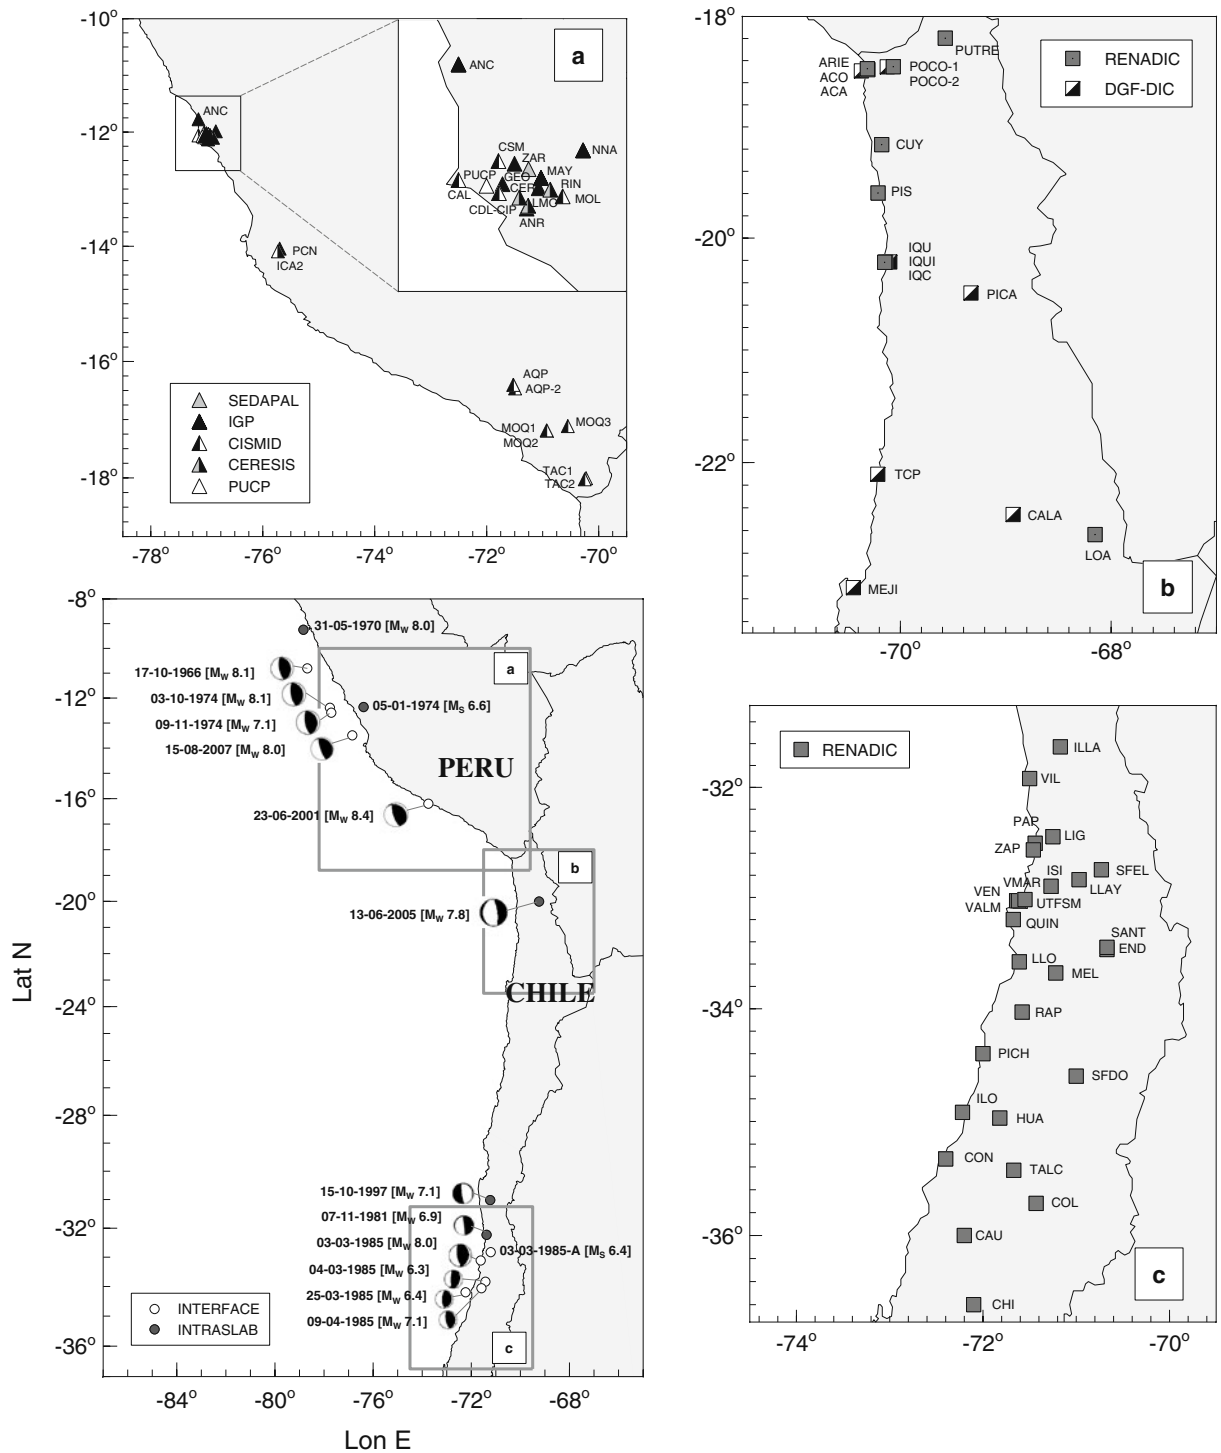 -10°
-12°
-14°
-16°
-18°
-78°
-76°
-74°
-72°
-70°
a
ANC
PCN
ICA2
ANC
NNA
CSM
ZAR
MAY
PUCP
GEO
CER
RIN
CAL
MOL
CDL-CIP
LMO
ANR
AQP
AQP-2
MOQ1
MOQ2
MOQ3
TAC1
TAC2
SEDAPAL
IGP
CISMID
CERESIS
PUCP
-18°
-20°
-22°
-70°
-68°
PUTRE
ARIE
ACO
ACA
POCO-1
POCO-2
CUY
PIS
IQU
IQUI
IQC
PICA
TCP
CALA
LOA
MEJI
RENADIC
DGF-DIC
b
-8°
-12°
-16°
-20°
-24°
-28°
-32°
-36°
-84°
-80°
-76°
-72°
-68°
Lat N
Lon E
31-05-1970 [Mw 8.0]
17-10-1966 [Mw 8.1]
03-10-1974 [Mw 8.1]
09-11-1974 [Mw 7.1]
15-08-2007 [Mw 8.0]
05-01-1974 [Ms 6.6]
PERU
23-06-2001 [Mw 8.4]
a
b
13-06-2005 [Mw 7.8]
CHILE
15-10-1997 [Mw 7.1]
07-11-1981 [Mw 6.9]
03-03-1985 [Mw 8.0]
03-03-1985-A [Ms 6.4]
04-03-1985 [Mw 6.3]
25-03-1985 [Mw 6.4]
09-04-1985 [Mw 7.1]
c
INTERFACE
INTRASLAB
RENADIC
-32°
-34°
-36°
-74°
-72°
-70°
ILLA
VIL
PAP
LIG
ZAP
ISI
SFEL
VMAR
LLAY
VEN
VALM
UTFSM
QUIN
SANT
END
LLO
MEL
RAP
PICH
SFDO
ILO
HUA
CON
TALC
COL
CAU
CHI
c